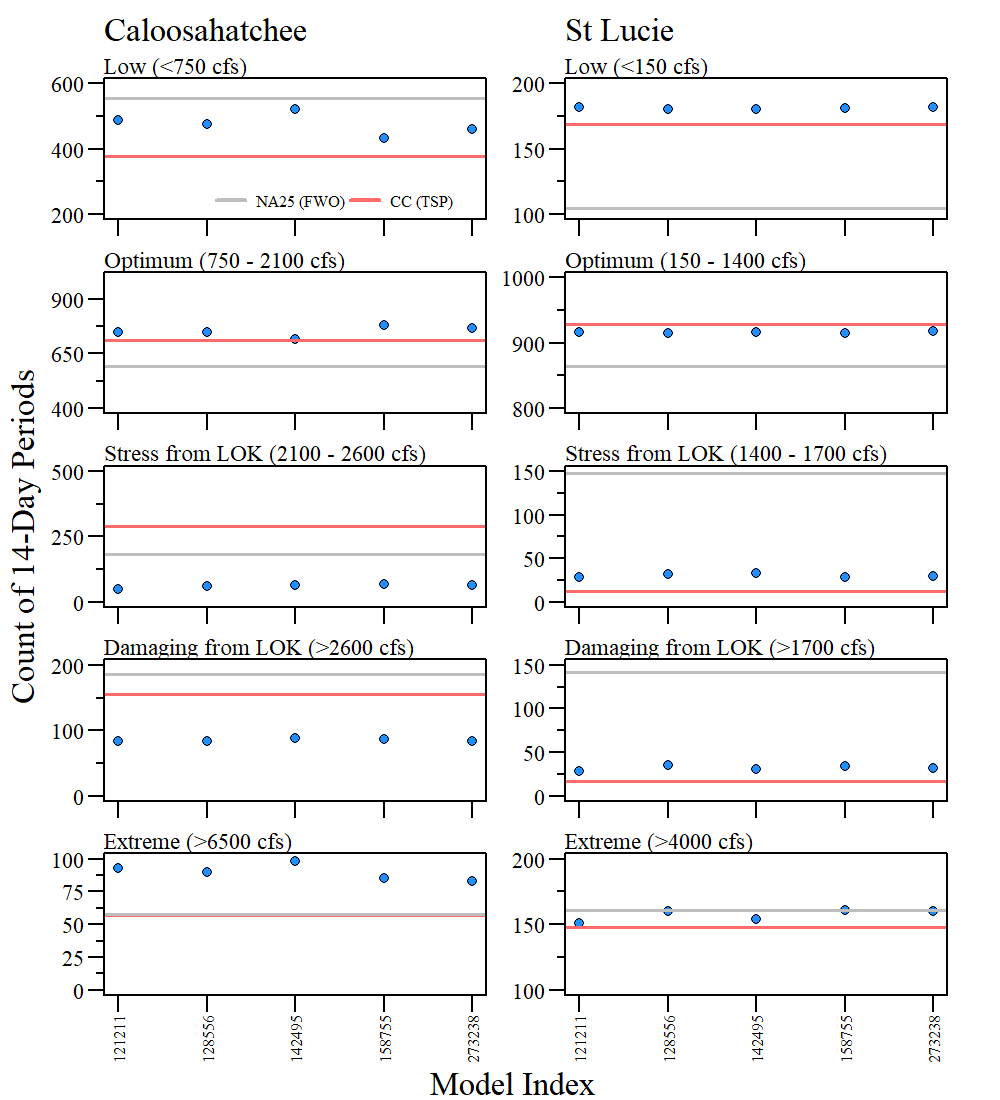 Caloosahatchee
St Lucie
Low (<750 cfs)
600
400
200
NA25 (FWO)
CC (TSP)
Low (<150 cfs)
200
150
100
Optimum (750 - 2100 cfs)
900
650
400
Optimum (150 - 1400 cfs)
1000
900
800
Stress from LOK (2100 - 2600 cfs)
500
250
0
Stress from LOK (1400 - 1700 cfs)
150
100
50
0
Damaging from LOK (>2600 cfs)
200
100
0
Damaging from LOK (>1700 cfs)
150
100
50
0
Extreme (>6500 cfs)
100
75
50
25
0
Extreme (>4000 cfs)
200
150
100
121211
128556
142495
158755
273238
121211
128556
142495
158755
273238
Count of 14-Day Periods
Model Index